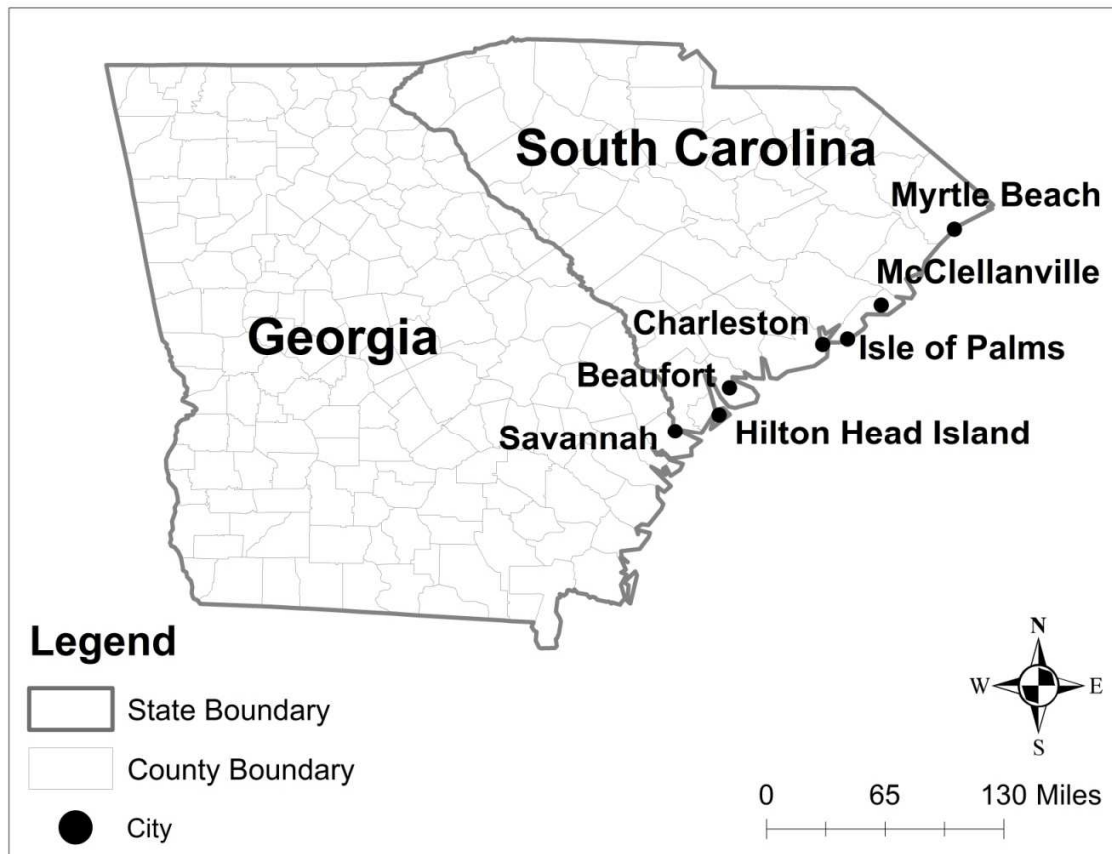 South Carolina
Myrtle Beach
McClellanville
Georgia
Charleston
Isle of Palms
Beaufort
Savannah
Hilton Head Island
Legend
State Boundary
County Boundary
City
N
W E
S
0 65 130 Miles